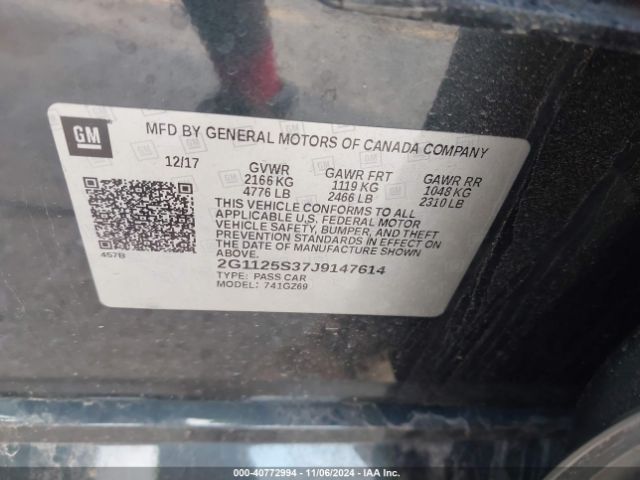 GM
MFD BY GENERAL MOTORS OF CANADA COMPANY
12/17 GVWR GAWR FRT GAWR RR
2166 KG 1119 KG 1048 KG
4776 LB 2466 LB 2310 LB
THIS VEHICLE CONFORMS TO ALL
APPLICABLE U.S. FEDERAL MOTOR
VEHICLE SAFETY, BUMPER, AND THEFT
PREVENTION STANDARDS IN EFFECT ON
THE DATE OF MANUFACTURE SHOWN
ABOVE.
457B
2G1125S37J9147614
TYPE: PASS CAR
MODEL: 741GZ69
000-40772994 - 11/06/2024 - IAA Inc.